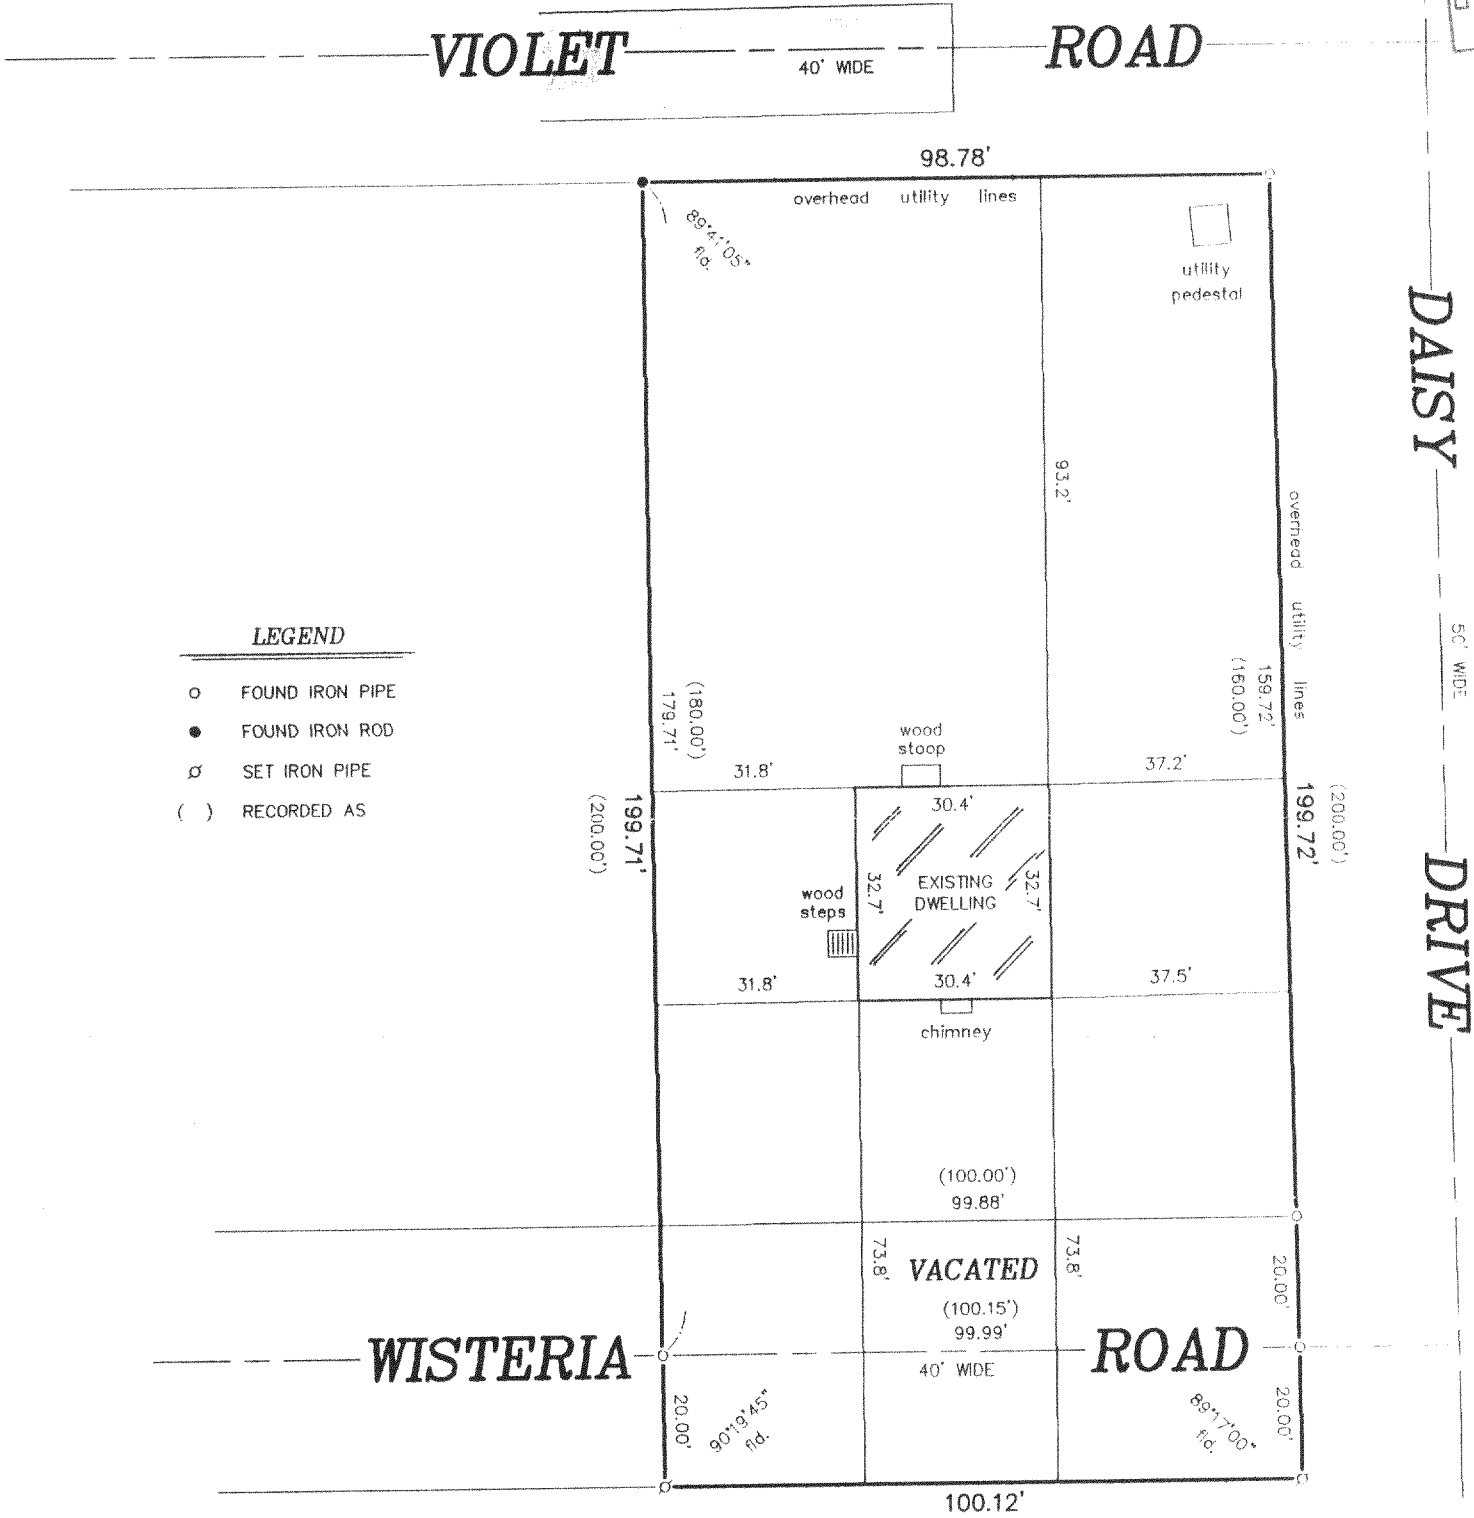 VIOLET ROAD
40' WIDE
98.78'
overhead utility lines
89°41'05"
fld.
utility
pedestal
DAISY
50' WIDE
DRIVE
93.2'
overhead utility lines
LEGEND
FOUND IRON PIPE
FOUND IRON ROD
SET IRON PIPE
( ) RECORDED AS
(180.00')
179.71'
159.72'
(160.00')
wood
stoop
31.8'
37.2'
30.4'
199.71'
(200.00')
199.72'
(200.00')
32.7'
EXISTING
DWELLING
32.7'
wood
steps
31.8'
30.4'
37.5'
chimney
(100.00')
99.88'
73.8'
VACATED
73.8'
20.00'
(100.15')
99.99'
WISTERIA ROAD
40' WIDE
20.00'
90°19'45"
fld.
89°17'00"
fld.
20.00'
100.12'